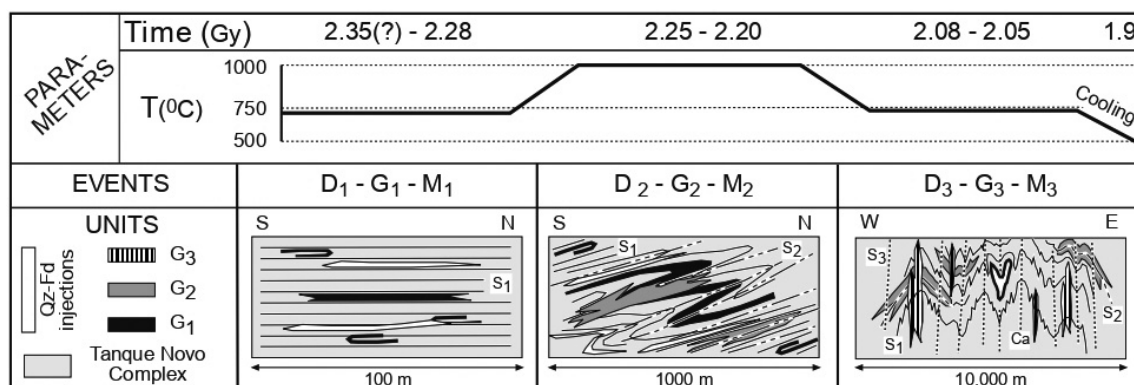 PARA-
METERS
Time (Gy) 2.35(?) - 2.28 2.25 - 2.20 2.08 - 2.05 1.9
T(⁰C)
1000
750
500
Cooling
EVENTS D₁ - G₁ - M₁ D₂ - G₂ - M₂ D₃ - G₃ - M₃
UNITS
Qz-Fd
injections
G₃
G₂
G₁
Tanque Novo
Complex
S N
S₁
100 m
S N
S₁ S₂
1000 m
W E
S₃
S₂
S₁ Ca
10.000 m